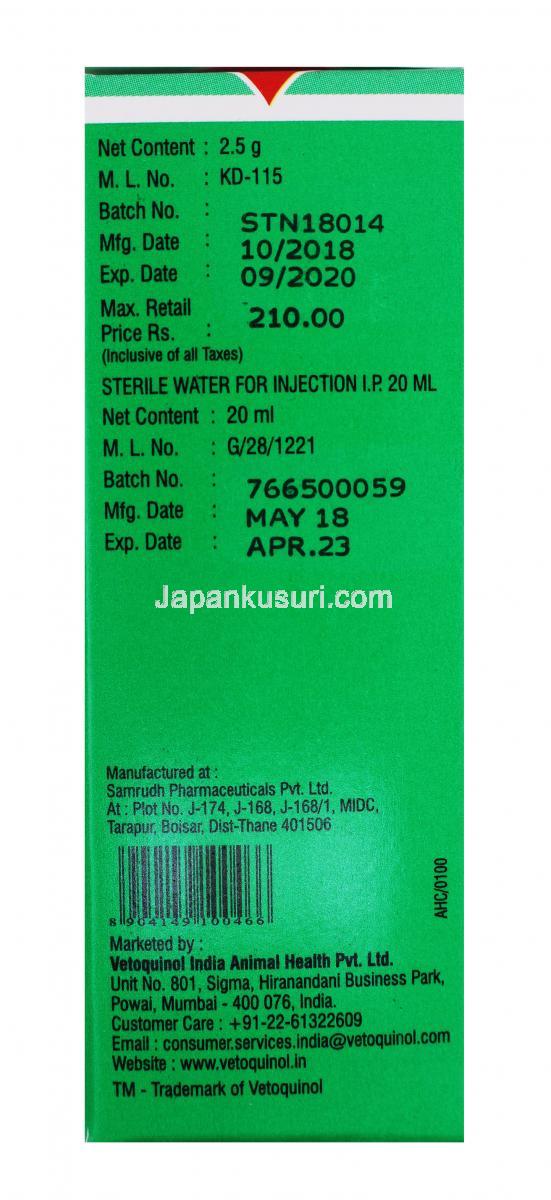 Net Content : 2.5 g
M. L. No. : KD-115
Batch No. : STN18014
Mfg. Date : 10/2018
Exp. Date : 09/2020
Max. Retail
Price Rs. : 210.00
(Inclusive of all Taxes)
STERILE WATER FOR INJECTION I.P. 20 ML
Net Content : 20 ml
M. L. No. : G/28/1221
Batch No. : 766500059
Mfg. Date : MAY 18
Exp. Date : APR.23
Japankusuri.com
Manufactured at :
Samrudh Pharmaceuticals Pvt. Ltd.
At : Plot No. J-174, J-168, J-168/1, MIDC,
Tarapur, Boisar, Dist-Thane 401506
8 904149 100466
AHC/0100
Marketed by :
Vetoquinol India Animal Health Pvt. Ltd.
Unit No. 801, Sigma, Hiranandani Business Park,
Powai, Mumbai - 400 076, India.
Customer Care : +91-22-61322609
Email : consumer.services.india@vetoquinol.com
Website : www.vetoquinol.in
TM - Trademark of Vetoquinol